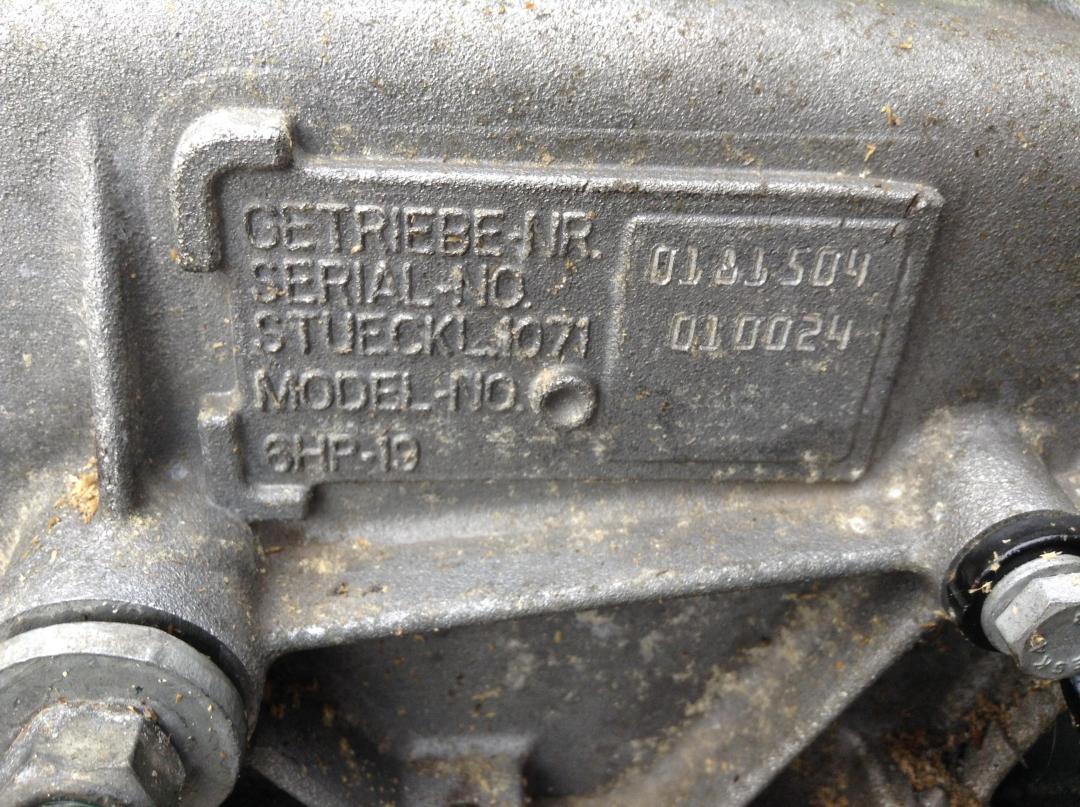 GETRIEBE-NR.
SERIAL-NO. 0181504
STUECKL.1071 010024
MODEL-NO.
6HP-19